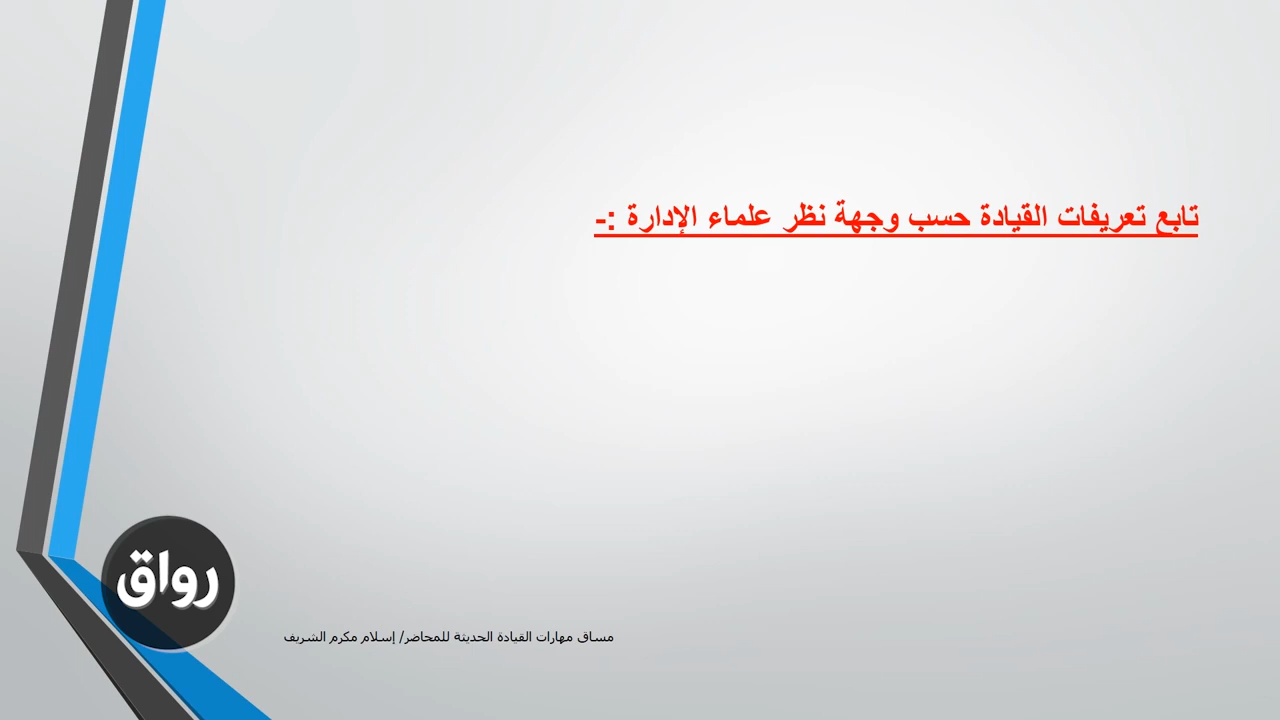 تابع تعريفات القيادة حسب وجهة نظر علماء الإدارة :-
رواق
مساق مهارات القيادة الحديثة للمحاضر/ إسلام مكرم الشريف